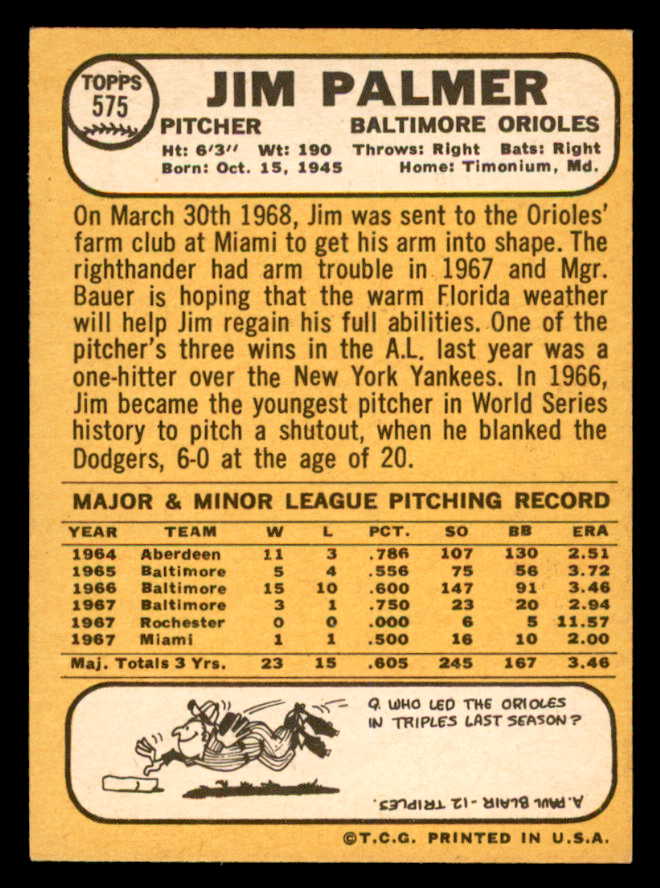 TOPPS
575
JIM PALMER
PITCHER BALTIMORE ORIOLES
Ht: 6'3" Wt: 190 Throws: Right Bats: Right
Born: Oct. 15, 1945 Home: Timonium, Md.
On March 30th 1968, Jim was sent to the Orioles'
farm club at Miami to get his arm into shape. The
righthander had arm trouble in 1967 and Mgr.
Bauer is hoping that the warm Florida weather
will help Jim regain his full abilities. One of the
pitcher's three wins in the A.L. last year was a
one-hitter over the New York Yankees. In 1966,
Jim became the youngest pitcher in World Series
history to pitch a shutout, when he blanked the
Dodgers, 6-0 at the age of 20.
MAJOR & MINOR LEAGUE PITCHING RECORD
YEAR TEAM W L PCT. SO BB ERA
1964 Aberdeen 11 3 .786 107 130 2.51
1965 Baltimore 5 4 .556 75 56 3.72
1966 Baltimore 15 10 .600 147 91 3.46
1967 Baltimore 3 1 .750 23 20 2.94
1967 Rochester 0 0 .000 6 5 11.57
1967 Miami 1 1 .500 16 10 2.00
Maj. Totals 3 Yrs. 23 15 .605 245 167 3.46
Q. WHO LED THE ORIOLES
IN TRIPLES LAST SEASON?
A. PAUL BLAIR - 12 TRIPLES.
©T.C.G. PRINTED IN U.S.A.